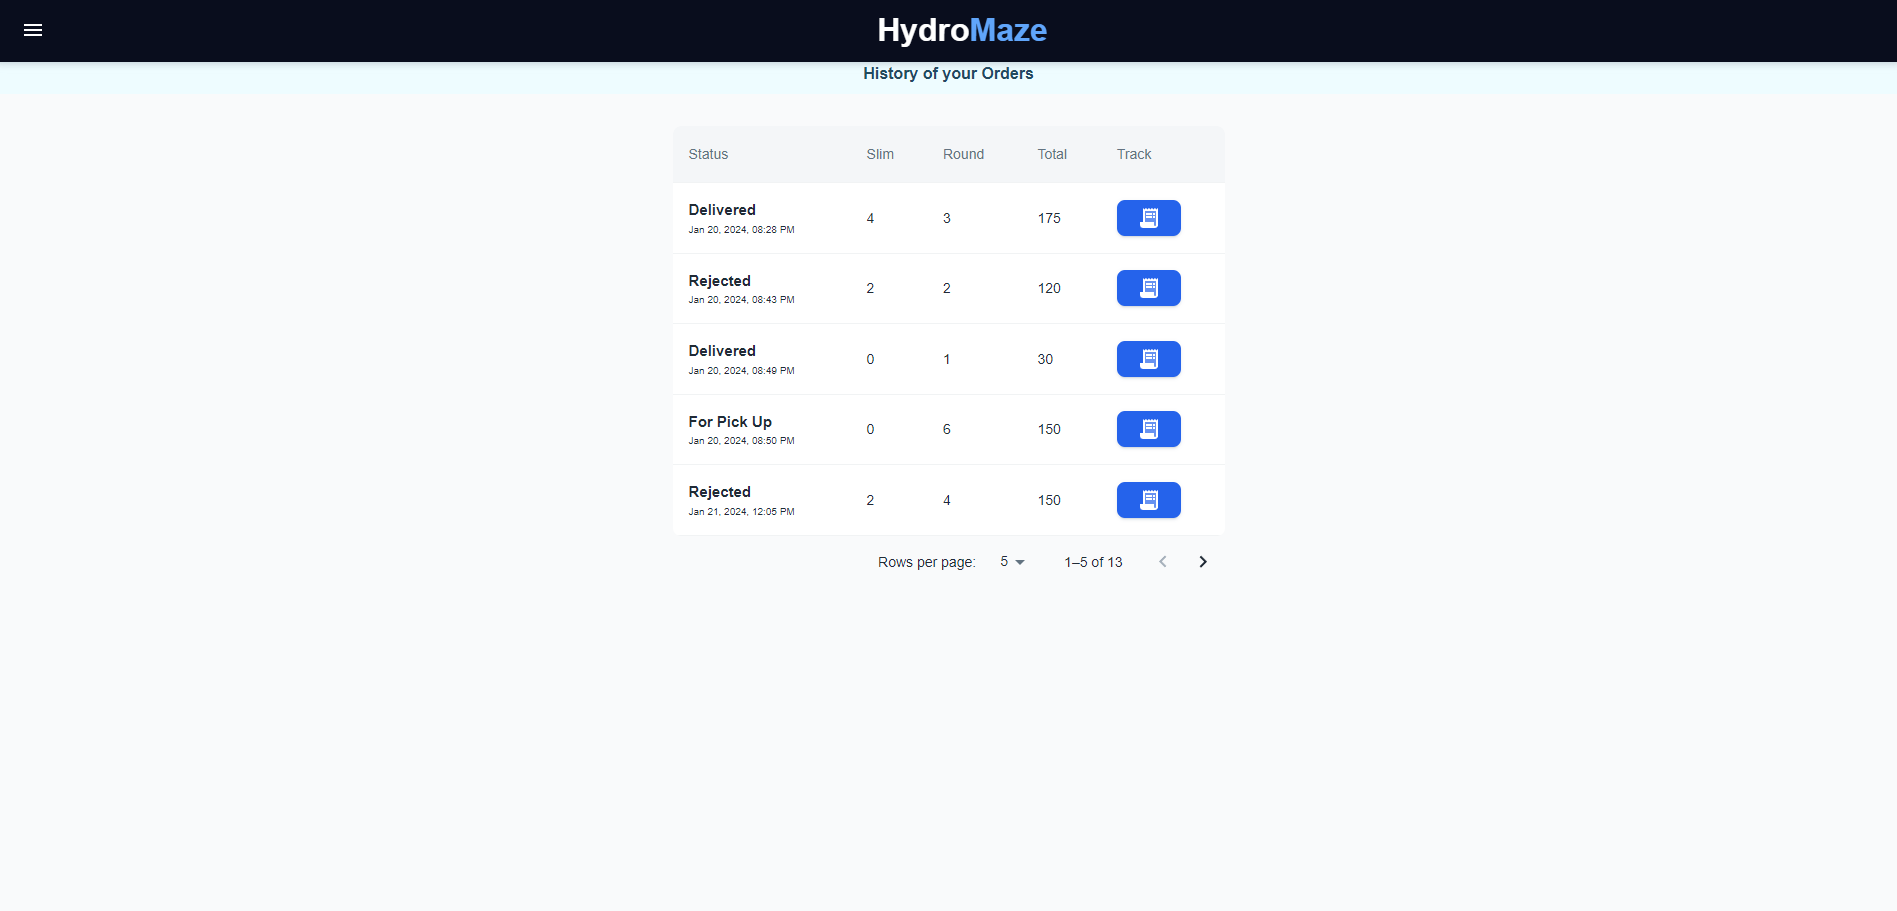 HydroMaze
History of your Orders
Status Slim Round Total Track
Delivered
Jan 20, 2024, 08:28 PM
4 3 175
Rejected
Jan 20, 2024, 08:43 PM
2 2 120
Delivered
Jan 20, 2024, 08:49 PM
0 1 30
For Pick Up
Jan 20, 2024, 08:50 PM
0 6 150
Rejected
Jan 21, 2024, 12:05 PM
2 4 150
Rows per page: 5 1–5 of 13